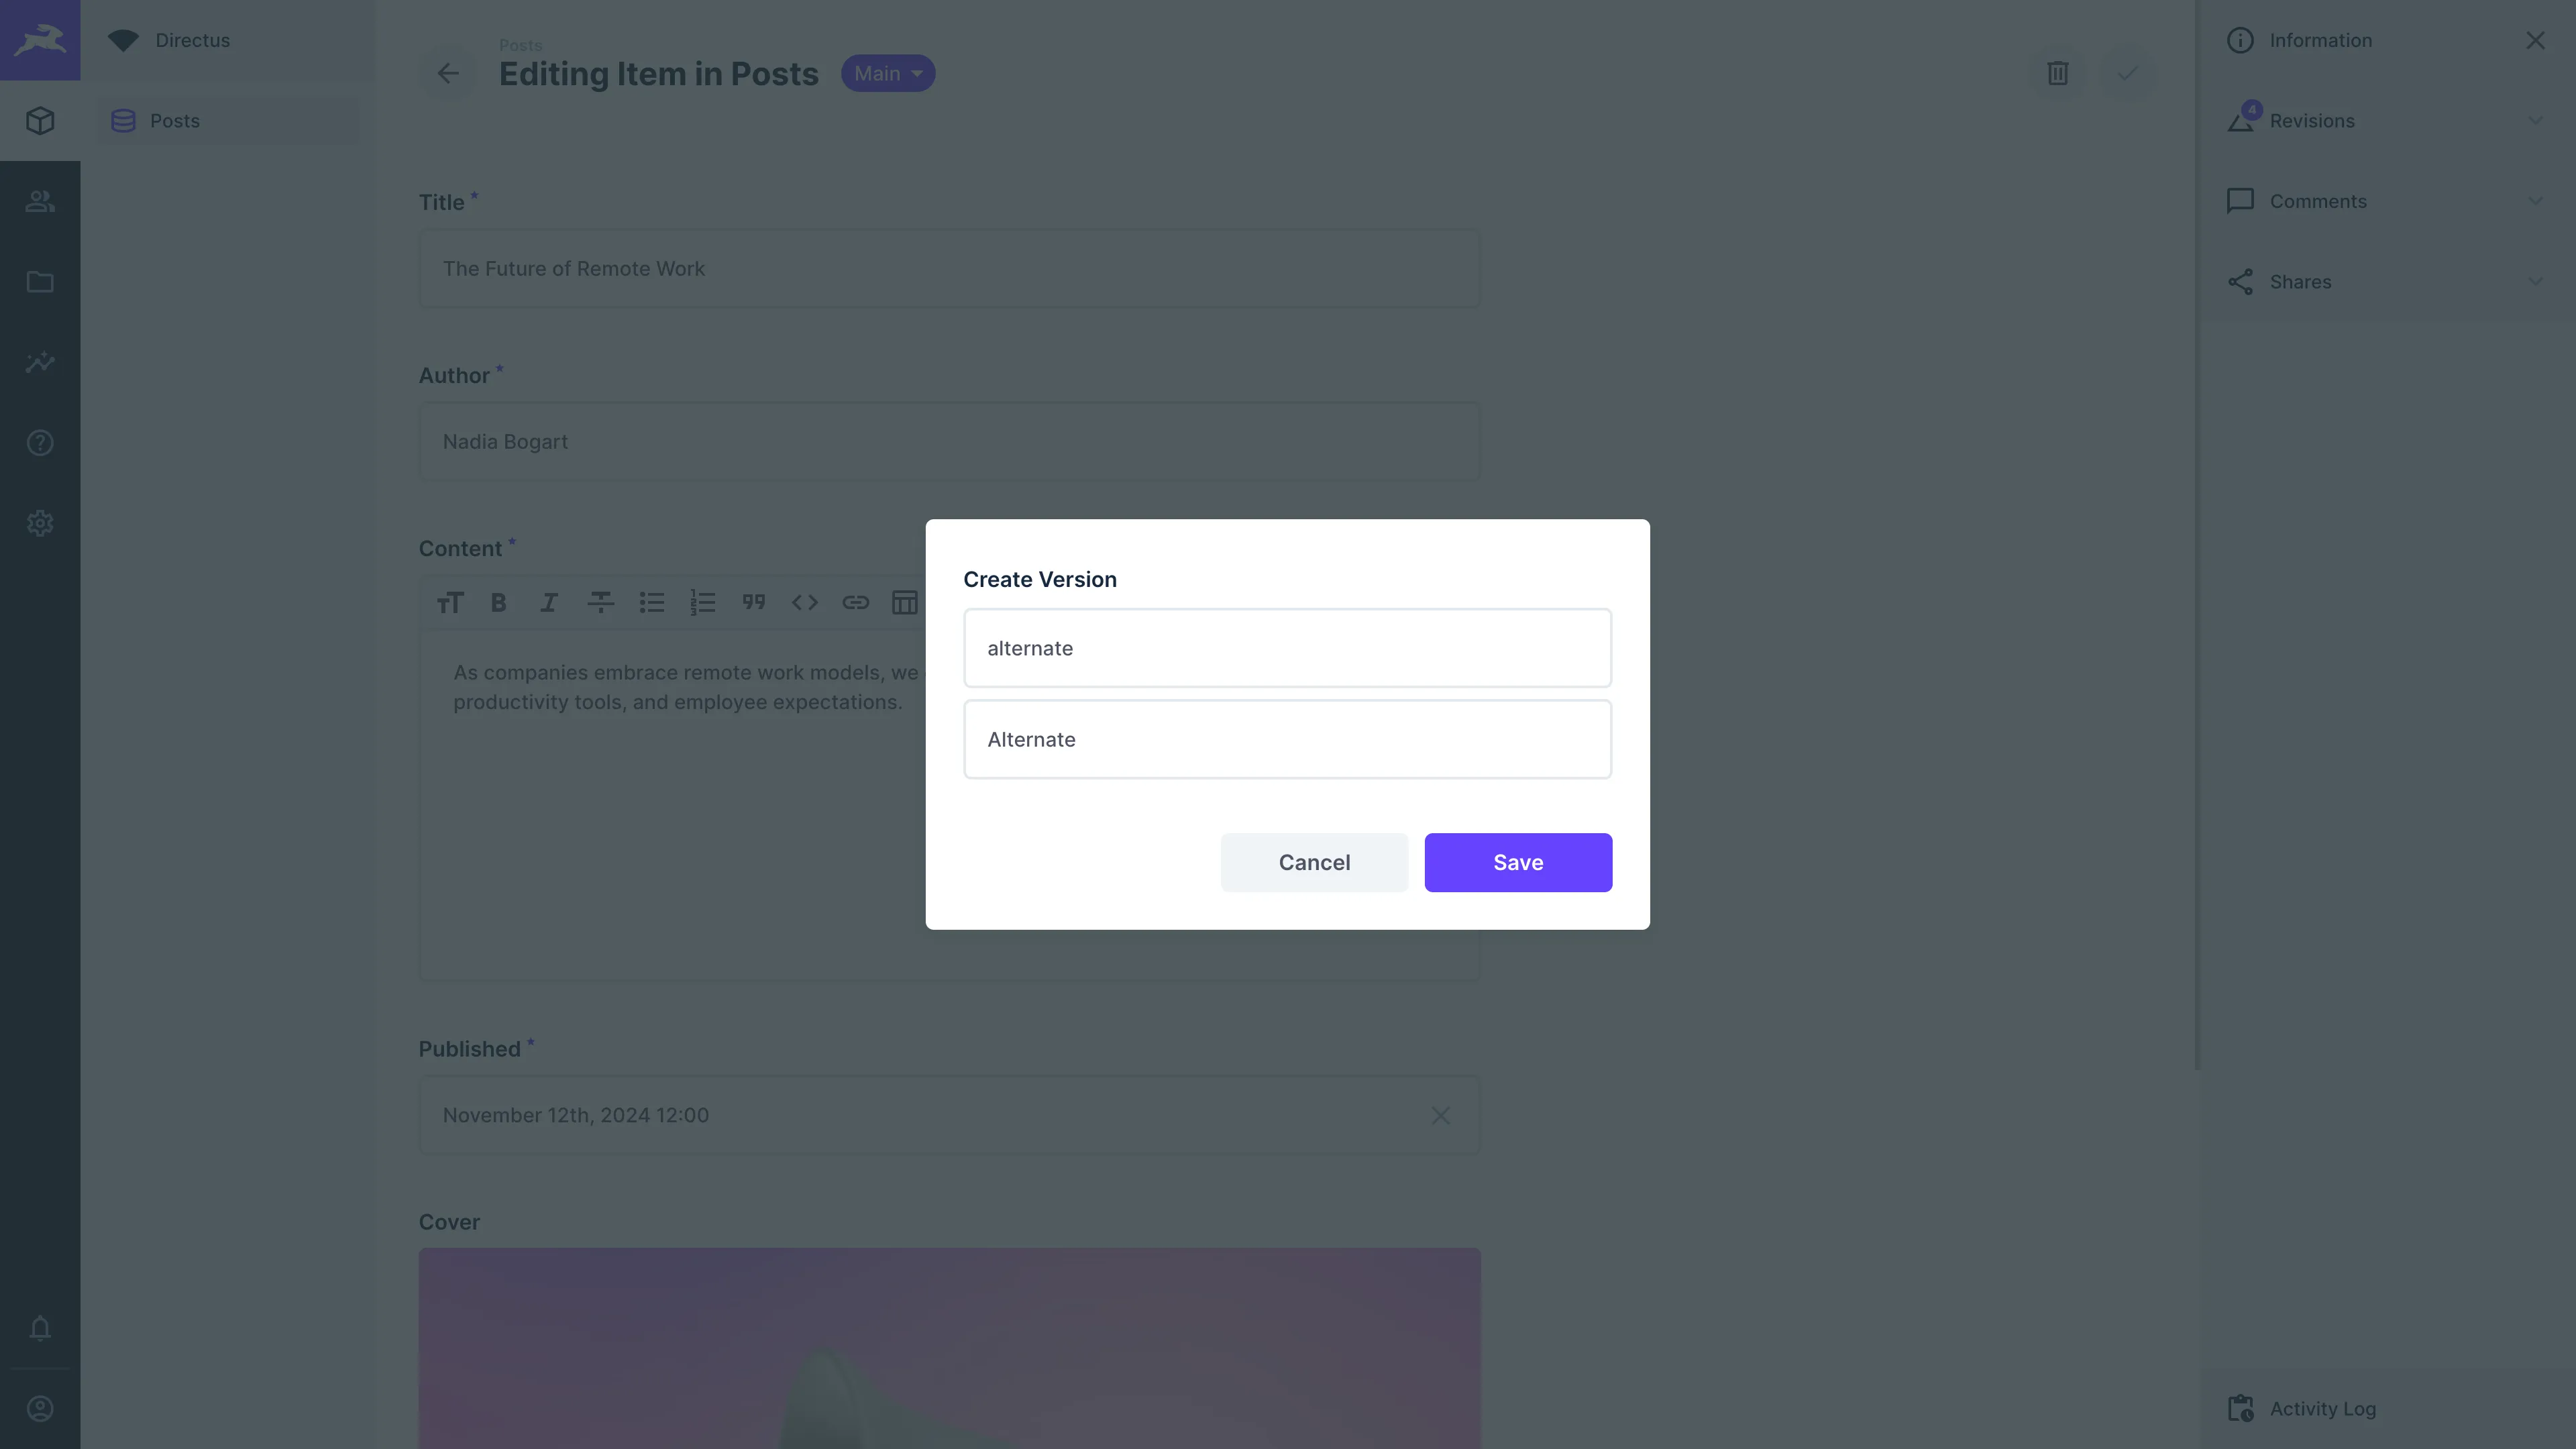 Directus
Posts
Posts
Editing Item in Posts
Main
Title *
The Future of Remote Work
Author *
Nadia Bogart
Content *
As companies embrace remote work models, we
productivity tools, and employee expectations.
Published *
November 12th, 2024 12:00
Cover
Create Version
alternate
Alternate
Cancel
Save
Information
4
Revisions
Comments
Shares
Activity Log